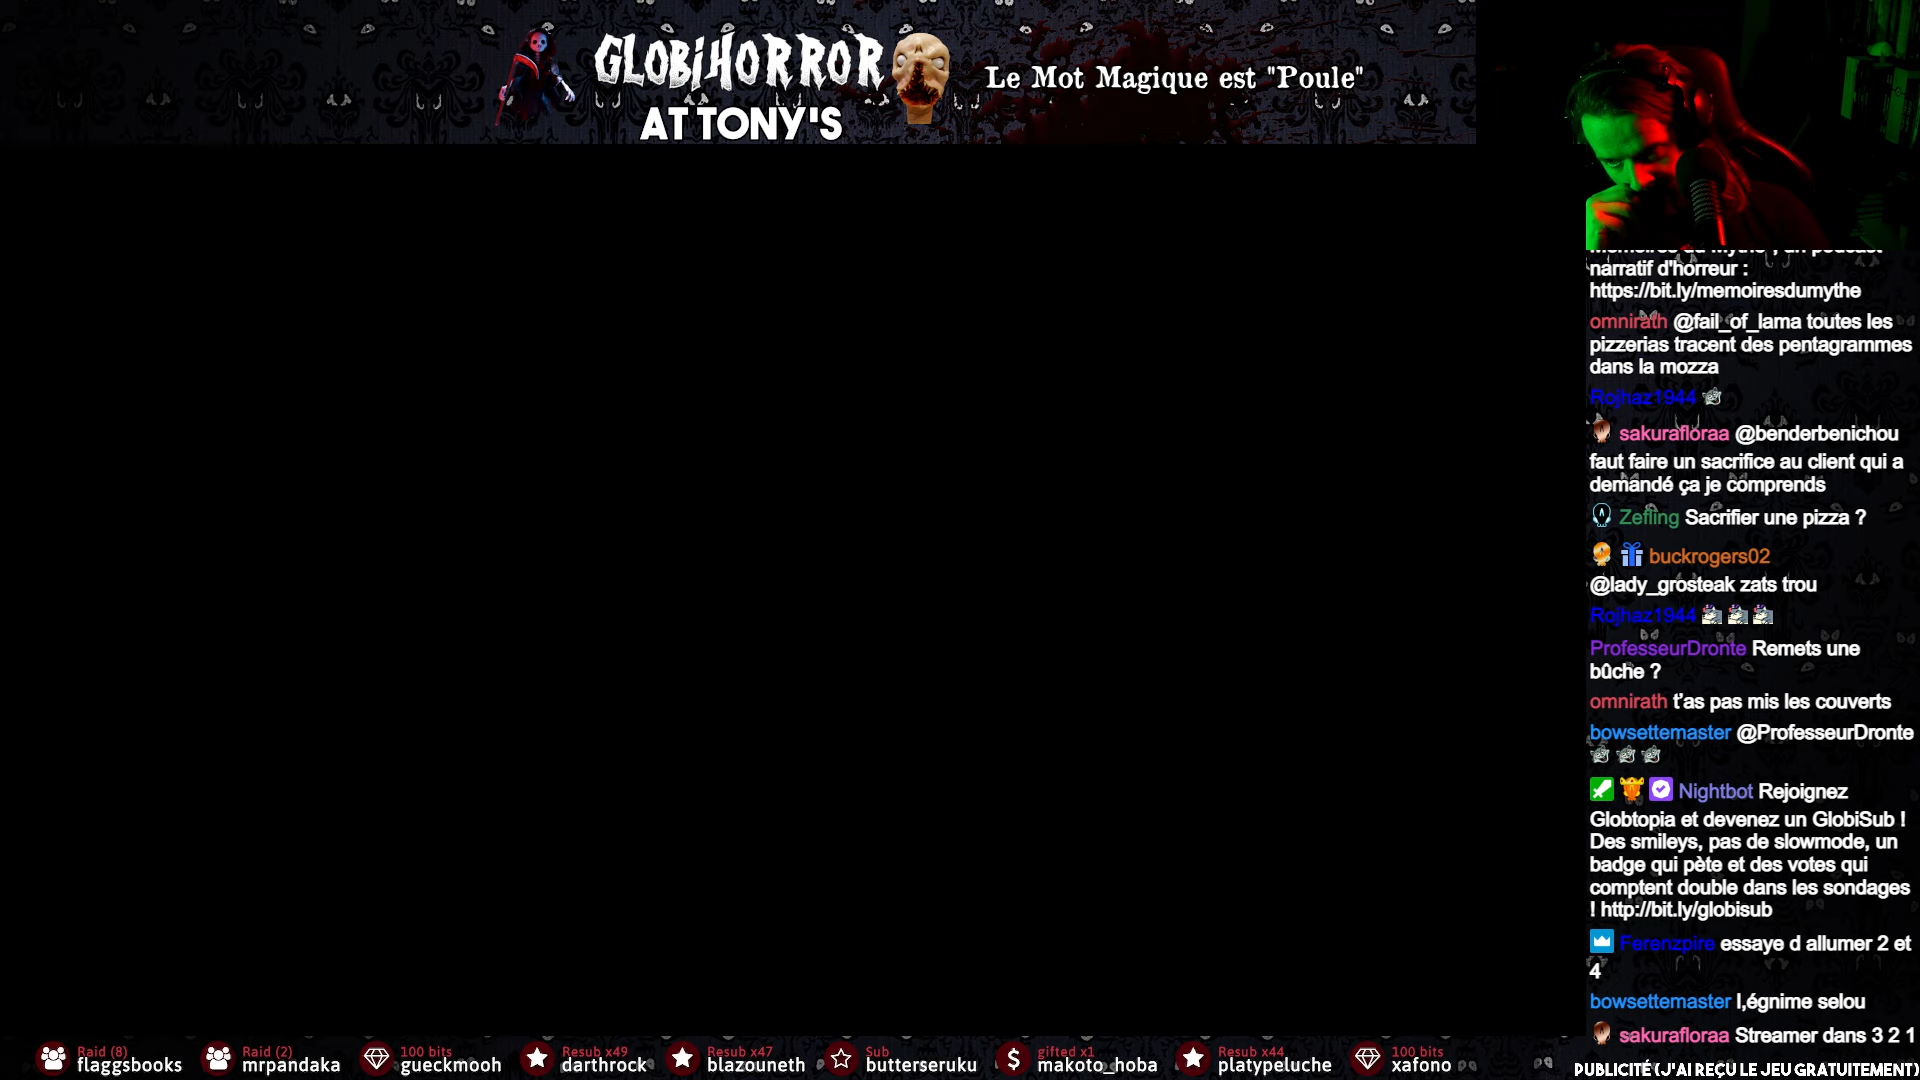 GLOBIHORROR
AT TONY'S
Le Mot Magique est "Poule"
narratif d'horreur :
https://bit.ly/memoiresdumythe
omnirath @fail_of_lama toutes les
pizzerias tracent des pentagrammes
dans la mozza
Rojhaz1944
sakurafloraa @benderbenichou
faut faire un sacrifice au client qui a
demandé ça je comprends
Zefling Sacrifier une pizza ?
buckrogers02
@lady_grosteak zats trou
Rojhaz1944
ProfesseurDronte Remets une
bûche ?
omnirath t'as pas mis les couverts
bowsettemaster @ProfesseurDronte
Nightbot Rejoignez
Globtopia et devenez un GlobiSub !
Des smileys, pas de slowmode, un
badge qui pète et des votes qui
comptent double dans les sondages
! http://bit.ly/globisub
Ferenzpire essaye d allumer 2 et
4
bowsettemaster l,égnime selou
sakurafloraa Streamer dans 3 2 1
Raid (8)
flaggsbooks
Raid (2)
mrpandaka
100 bits
gueckmooh
Resub x49
darthrock
Resub x47
blazouneth
Sub
butterseruku
gifted x1
makoto_hoba
Resub x44
platypeluche
100 bits
xafono
PUBLICITÉ (J'AI REÇU LE JEU GRATUITEMENT)